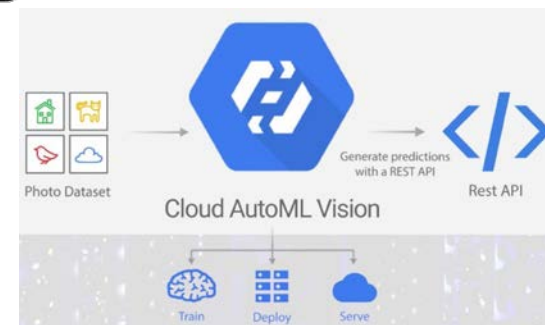 Photo Dataset
Generate predictions
with a REST API
Rest API
Cloud AutoML Vision
Train
Deploy
Serve